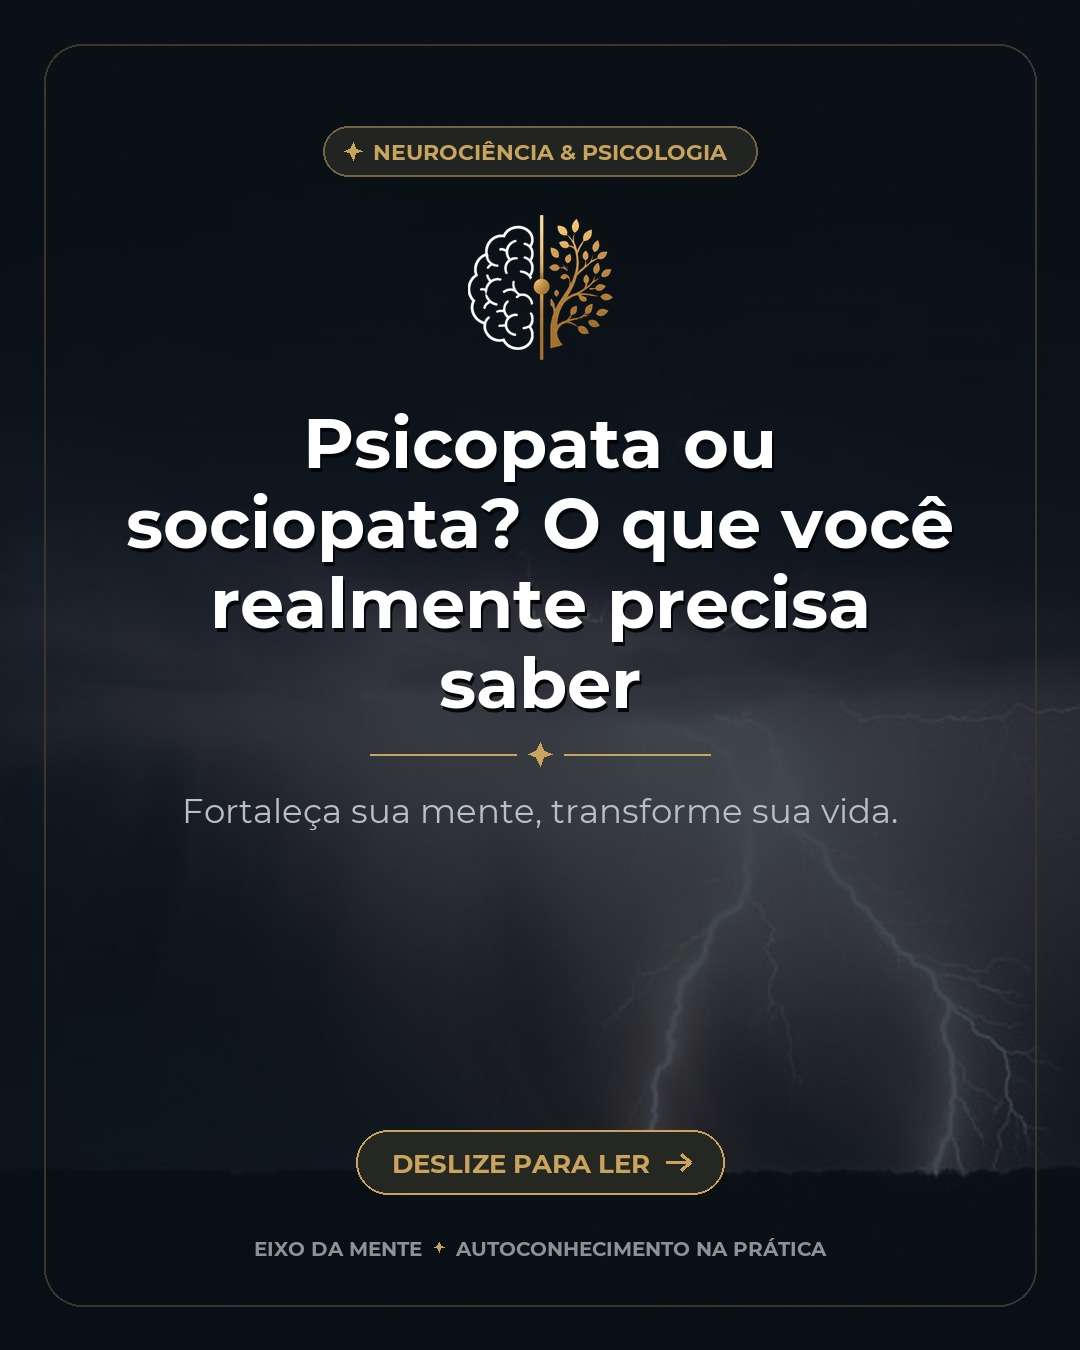 NEUROCIÊNCIA & PSICOLOGIA
Psicopata ou
sociopata? O que você
realmente precisa
saber
Fortaleça sua mente, transforme sua vida.
DESLIZE PARA LER →
EIXO DA MENTE ✦ AUTOCONHECIMENTO NA PRÁTICA